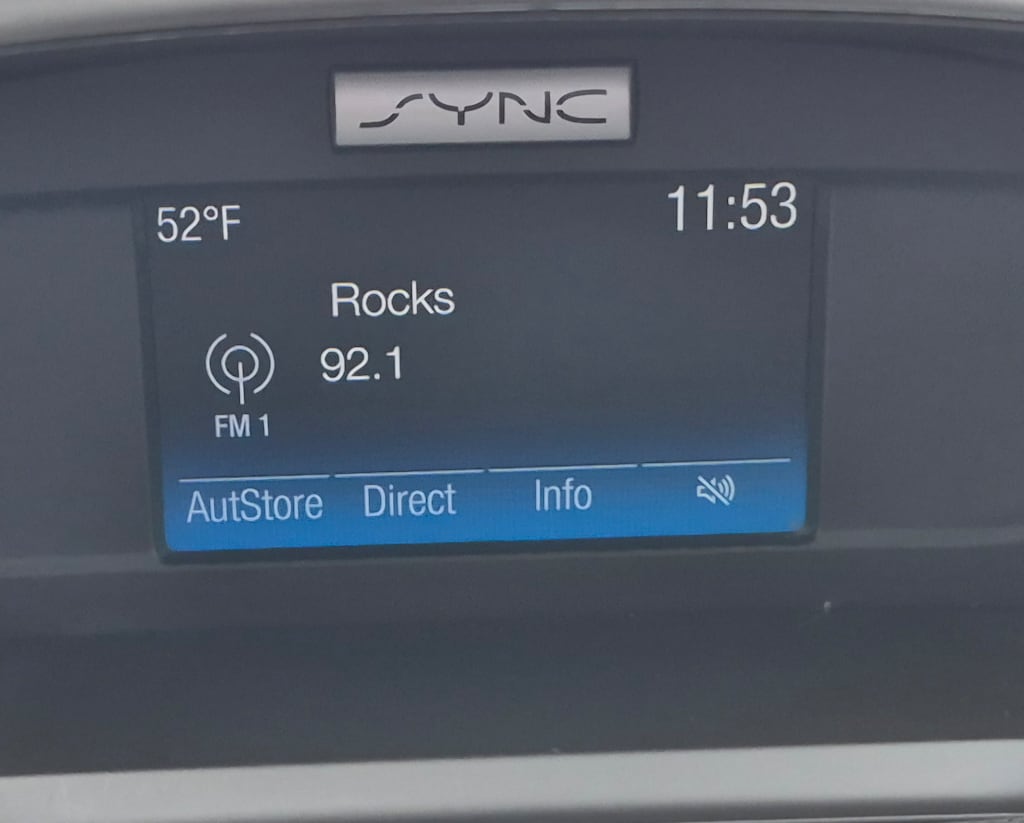 SYNC
52°F 11:53
Rocks
92.1
FM 1
AutStore Direct Info